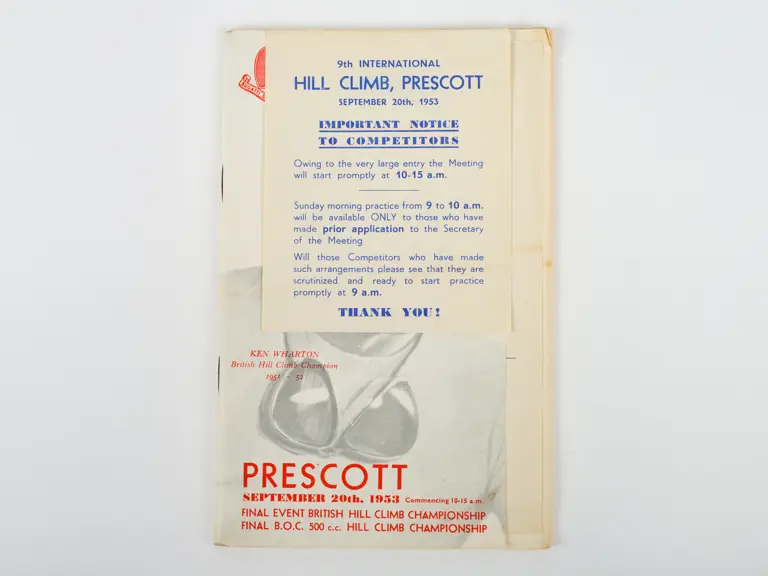 9th INTERNATIONAL
HILL CLIMB, PRESCOTT
SEPTEMBER 20th, 1953
IMPORTANT NOTICE
TO COMPETITORS
Owing to the very large entry the Meeting
will start promptly at 10-15 a.m.
Sunday morning practice from 9 to 10 a.m.
will be available ONLY to those who have
made prior application to the Secretary
of the Meeting
Will those Competitors who have made
such arrangements please see that they are
scrutinized and ready to start practice
promptly at 9 a.m.
THANK YOU!
KEN WHARTON
British Hill Climb Champion
1951 - 52
PRESCOTT
SEPTEMBER 20th, 1953 Commencing 10-15 a.m.
FINAL EVENT BRITISH HILL CLIMB CHAMPIONSHIP
FINAL B.O.C. 500 c.c. HILL CLIMB CHAMPIONSHIP